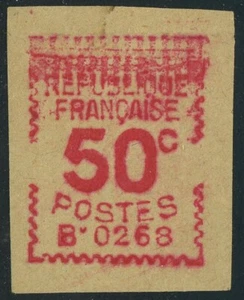 RÉPUBLIQUE
FRANÇAISE
50c
POSTES
B· 0268